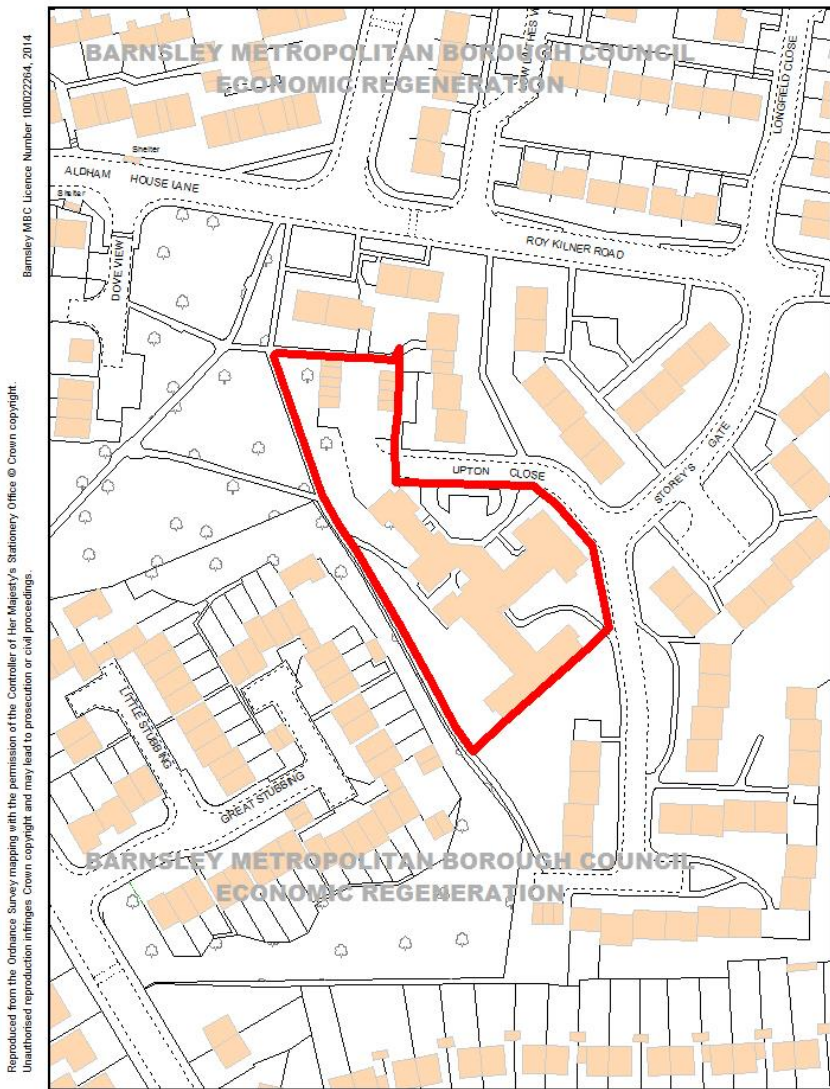 Barnsley MBC Licence Number 100022264, 2014
Reproduced from the Ordnance Survey mapping with the permission of the Controller of Her Majesty's Stationery Office © Crown copyright.
Unauthorised reproduction infringes Crown copyright and may lead to prosecution or civil proceedings.
BARNSLEY METROPOLITAN BOROUGH COUNCIL
ECONOMIC REGENERATION
LONGFIELD CLOSE
Shelter
ALDHAM HOUSE LANE
Shelter
DOVE VIEW
ROY KILNER ROAD
UPTON CLOSE
STOREY'S GATE
LITTLE STUBBING
GREAT STUBBING
BARNSLEY METROPOLITAN BOROUGH COUNCIL
ECONOMIC REGENERATION